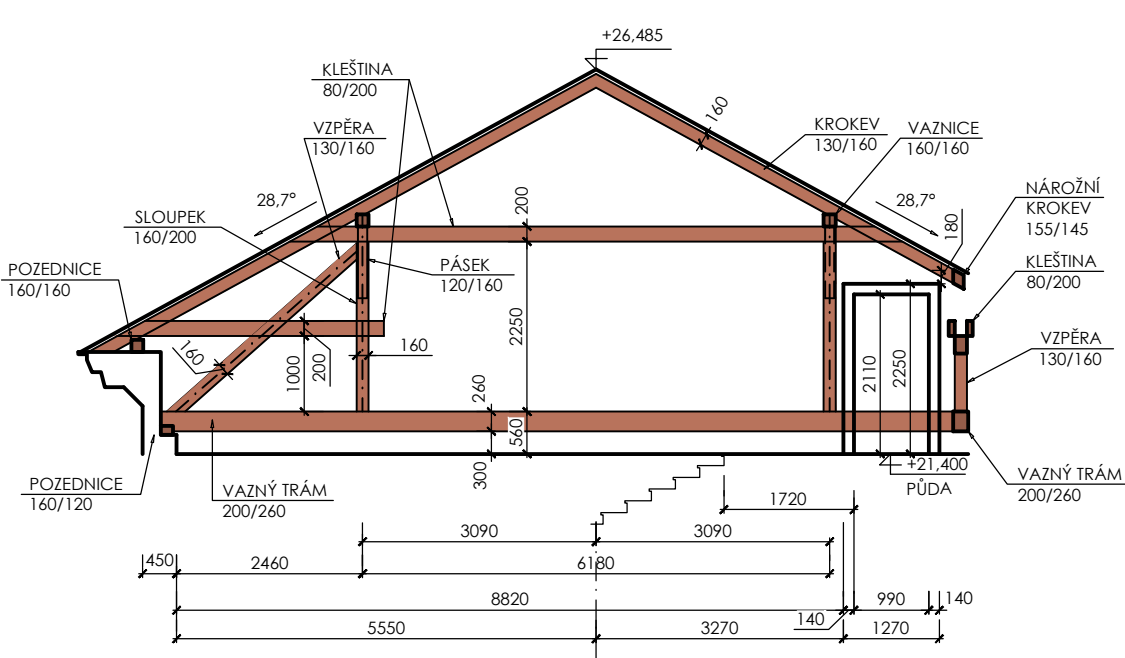 +26,485
KLEŠTINA
80/200
VZPĚRA
130/160
160
KROKEV
130/160
VAZNICE
160/160
28,7°
28,7°
NÁROŽNÍ
KROKEV
155/145
SLOUPEK
160/200
200
180
POZEDNICE
160/160
PÁSEK
120/160
KLEŠTINA
80/200
160
1000
200
160
2250
2110
2250
VZPĚRA
130/160
260
560
300
+21,400
PŮDA
POZEDNICE
160/120
VAZNÝ TRÁM
200/260
VAZNÝ TRÁM
200/260
1720
3090
3090
450
2460
6180
8820
140
990
140
5550
3270
1270